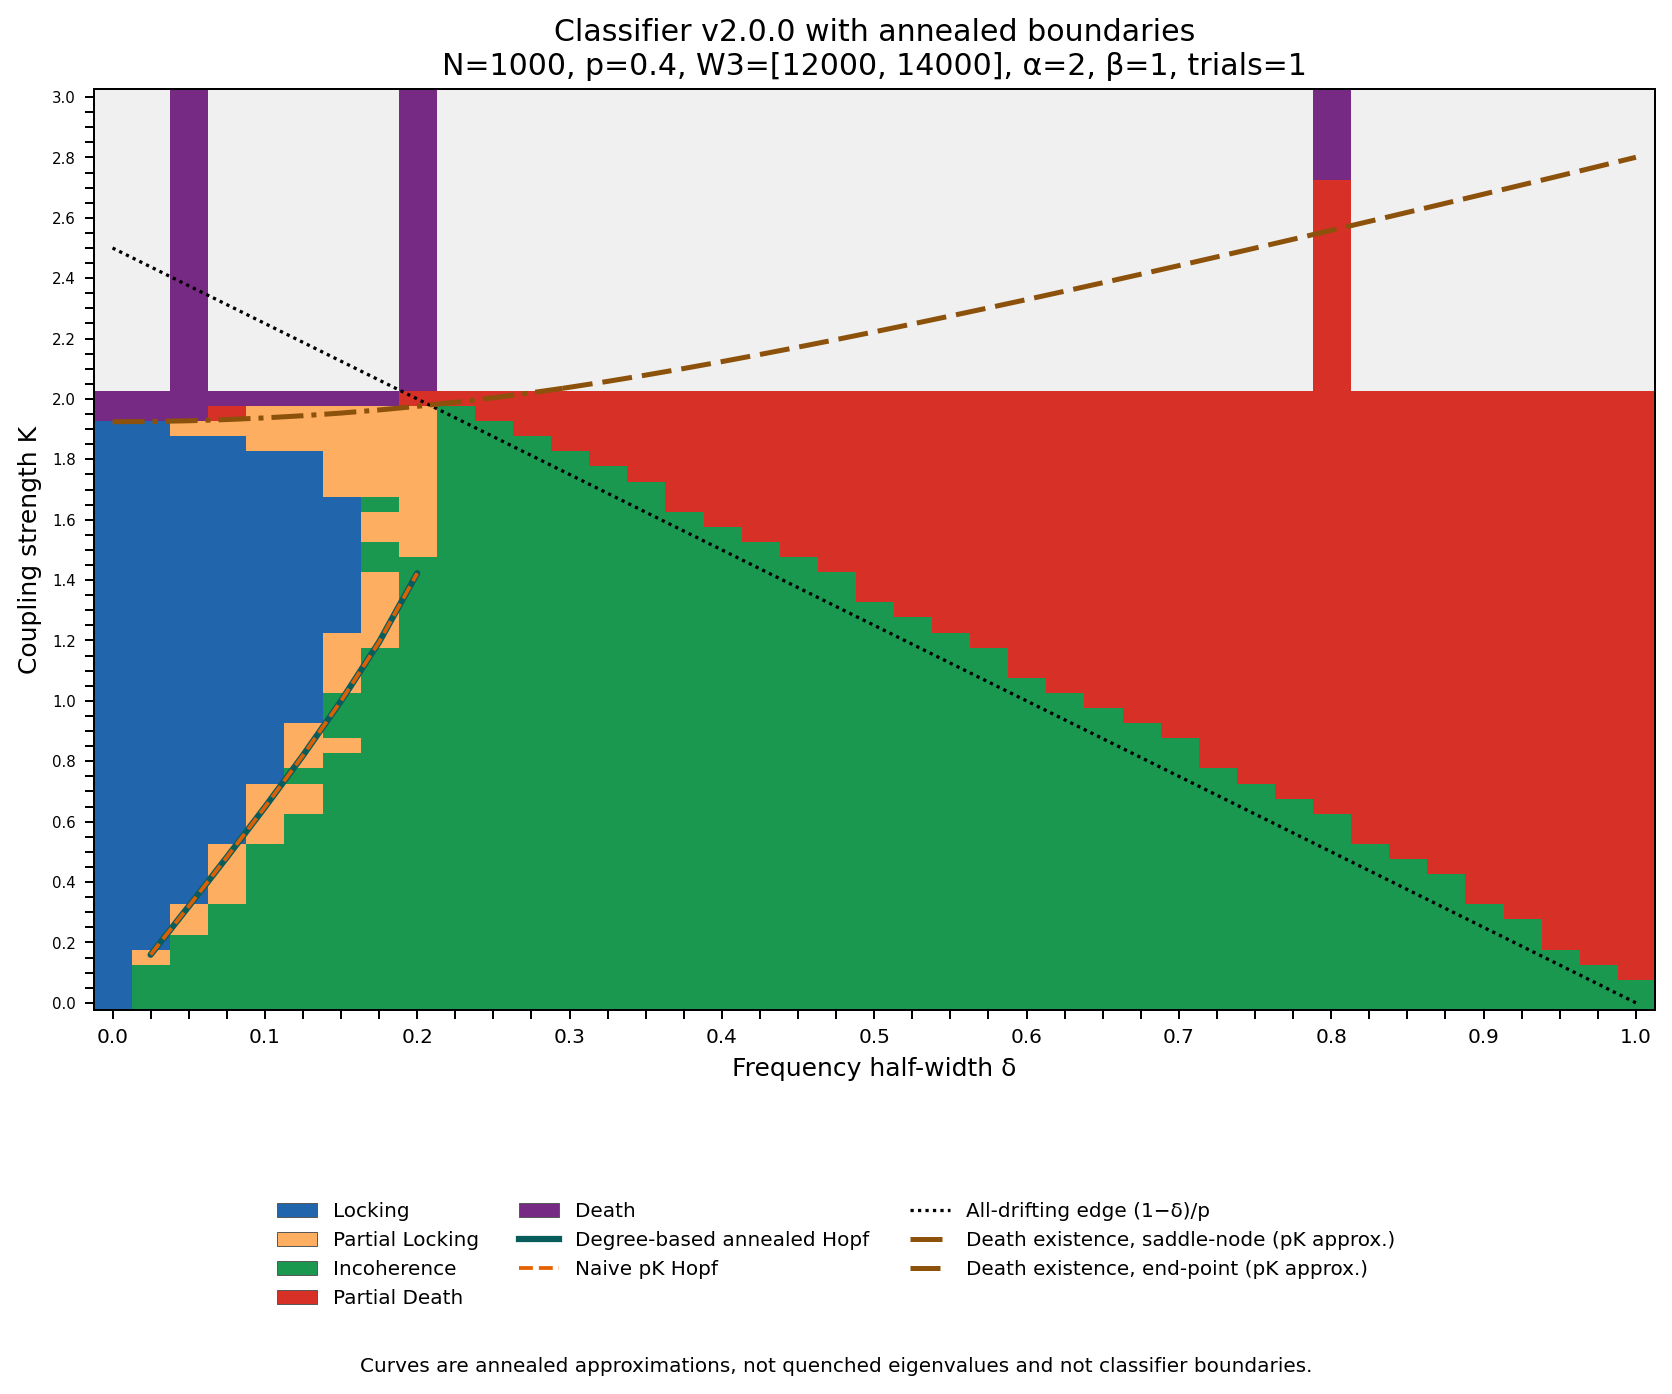 Classifier v2.0.0 with annealed boundaries
N=1000, p=0.4, W3=[12000, 14000], α=2, β=1, trials=1
Coupling strength K
3.0
2.8
2.6
2.4
2.2
2.0
1.8
1.6
1.4
1.2
1.0
0.8
0.6
0.4
0.2
0.0
0.0 0.1 0.2 0.3 0.4 0.5 0.6 0.7 0.8 0.9 1.0
Frequency half-width δ
Locking
Partial Locking
Incoherence
Partial Death
Death
Degree-based annealed Hopf
Naive pK Hopf
All-drifting edge (1−δ)/p
Death existence, saddle-node (pK approx.)
Death existence, end-point (pK approx.)
Curves are annealed approximations, not quenched eigenvalues and not classifier boundaries.